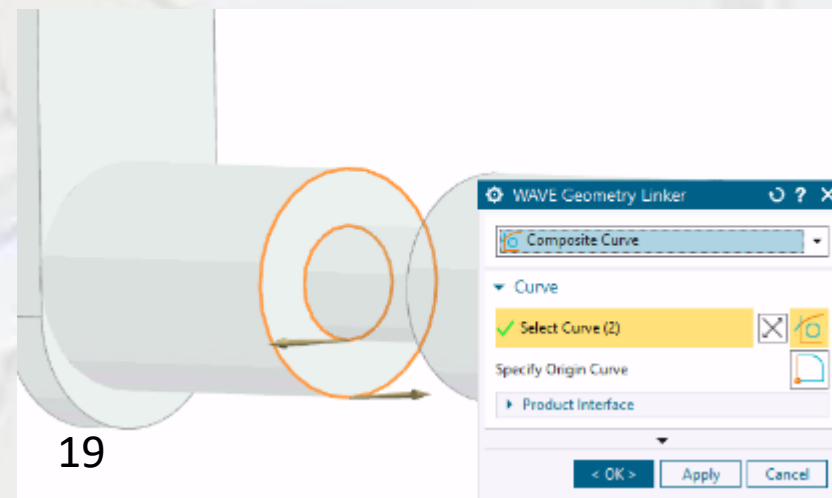 WAVE Geometry Linker
Composite Curve
Curve
Select Curve (2)
Specify Origin Curve
Product Interface
< OK > Apply Cancel
19